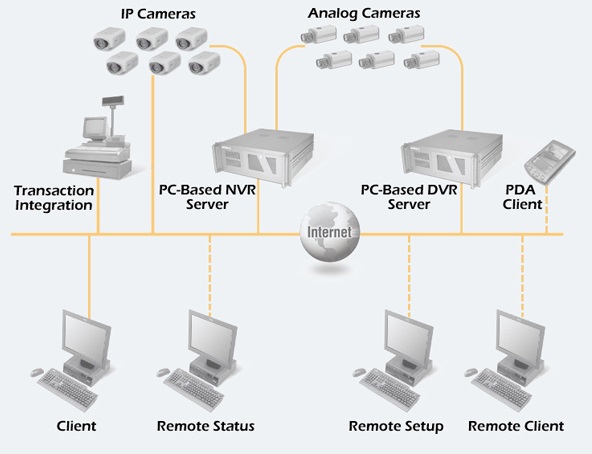 IP Cameras
Analog Cameras
Transaction
Integration
PC-Based NVR
Server
PC-Based DVR
Server
PDA
Client
Internet
Client
Remote Status
Remote Setup
Remote Client